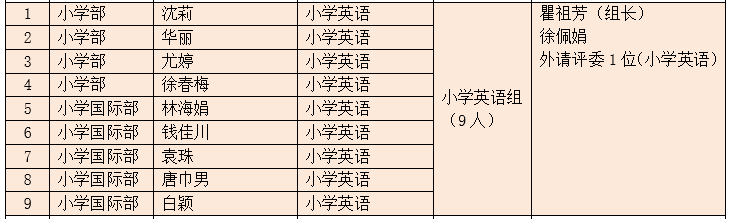 1 小学部 沈莉 小学英语
2 小学部 华丽 小学英语
3 小学部 尤婷 小学英语
4 小学部 徐春梅 小学英语
5 小学国际部 林海娟 小学英语
6 小学国际部 钱佳川 小学英语
7 小学国际部 袁珠 小学英语
8 小学国际部 唐巾男 小学英语
9 小学国际部 白颖 小学英语
小学英语组
（9人）
瞿祖芳（组长）
徐佩娟
外请评委1位(小学英语）